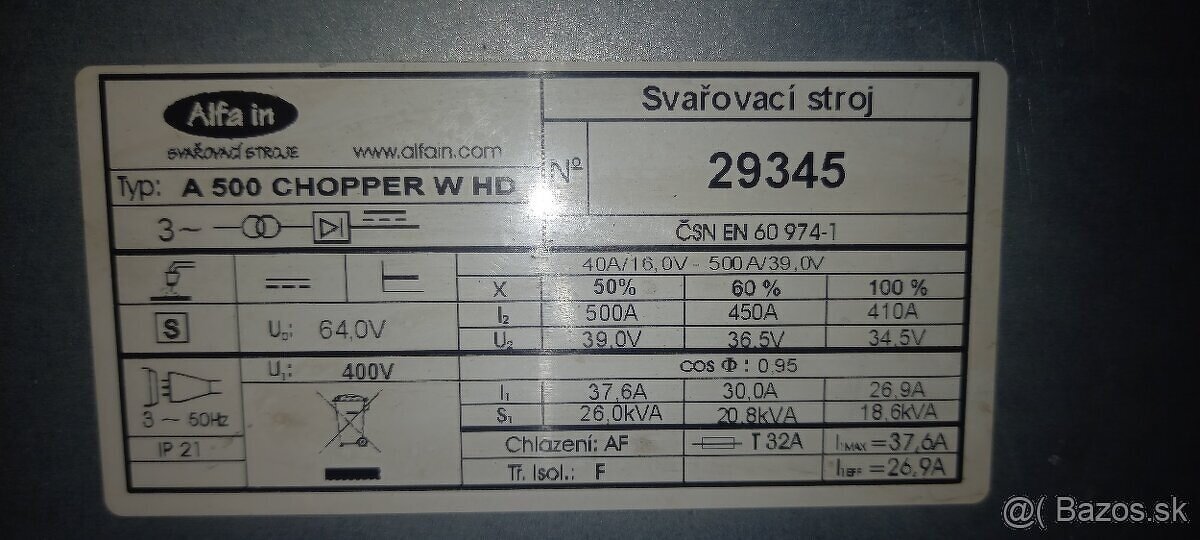 Alfa in
SVAŘOVACÍ STROJE www.alfain.com
Svařovací stroj
Typ: A 500 CHOPPER W HD
Nº 29345
3~
ČSN EN 60 974-1
40A/16,0V - 500A/39,0V
X 50% 60 % 100 %
S U₀: 64,0V
I₂ 500A 450A 410A
U₂ 39,0V 36,5V 34,5V
U₁: 400V
cos Φ : 0,95
3 ~ 50Hz
I₁ 37,6A 30,0A 26,9A
S₁ 26,0kVA 20,8kVA 18,6kVA
IP 21
Chlazení: AF T 32A I₁MAX =37,6A
Tř. Isol.: F I₁EFF =26,9A
@( Bazos.sk